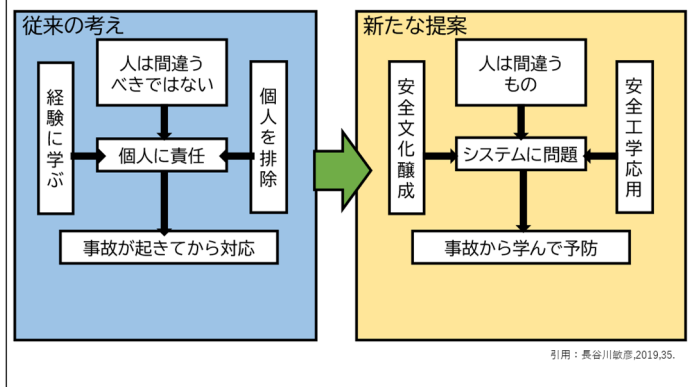 従来の考え
人は間違う
べきではない
経験に学ぶ
個人を排除
個人に責任
事故が起きてから対応
新たな提案
人は間違う
もの
安全文化醸成
安全工学応用
システムに問題
事故から学んで予防
引用：長谷川敏彦,2019,35.